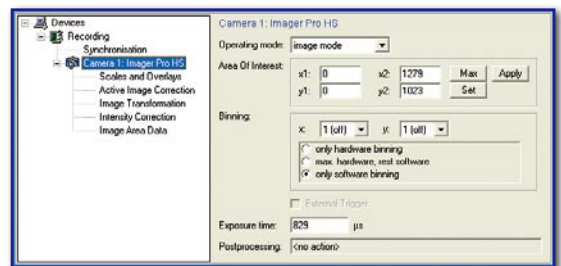 Devices
Recording
Synchronisation
Camera 1: Imager Pro HS
Scales and Overlays
Active Image Correction
Image Transformation
Intensity Correction
Image Area Data
Camera 1: Imager Pro HS
Operating mode: image mode
Area Of Interest: x1: 0 x2: 1279 Max Apply
y1: 0 y2: 1023 Set
Binning: x: 1 (off) y: 1 (off)
only hardware binning
max. hardware, rest software
only software binning
External Trigger
Exposure time: 829 µs
Postprocessing: <no action>